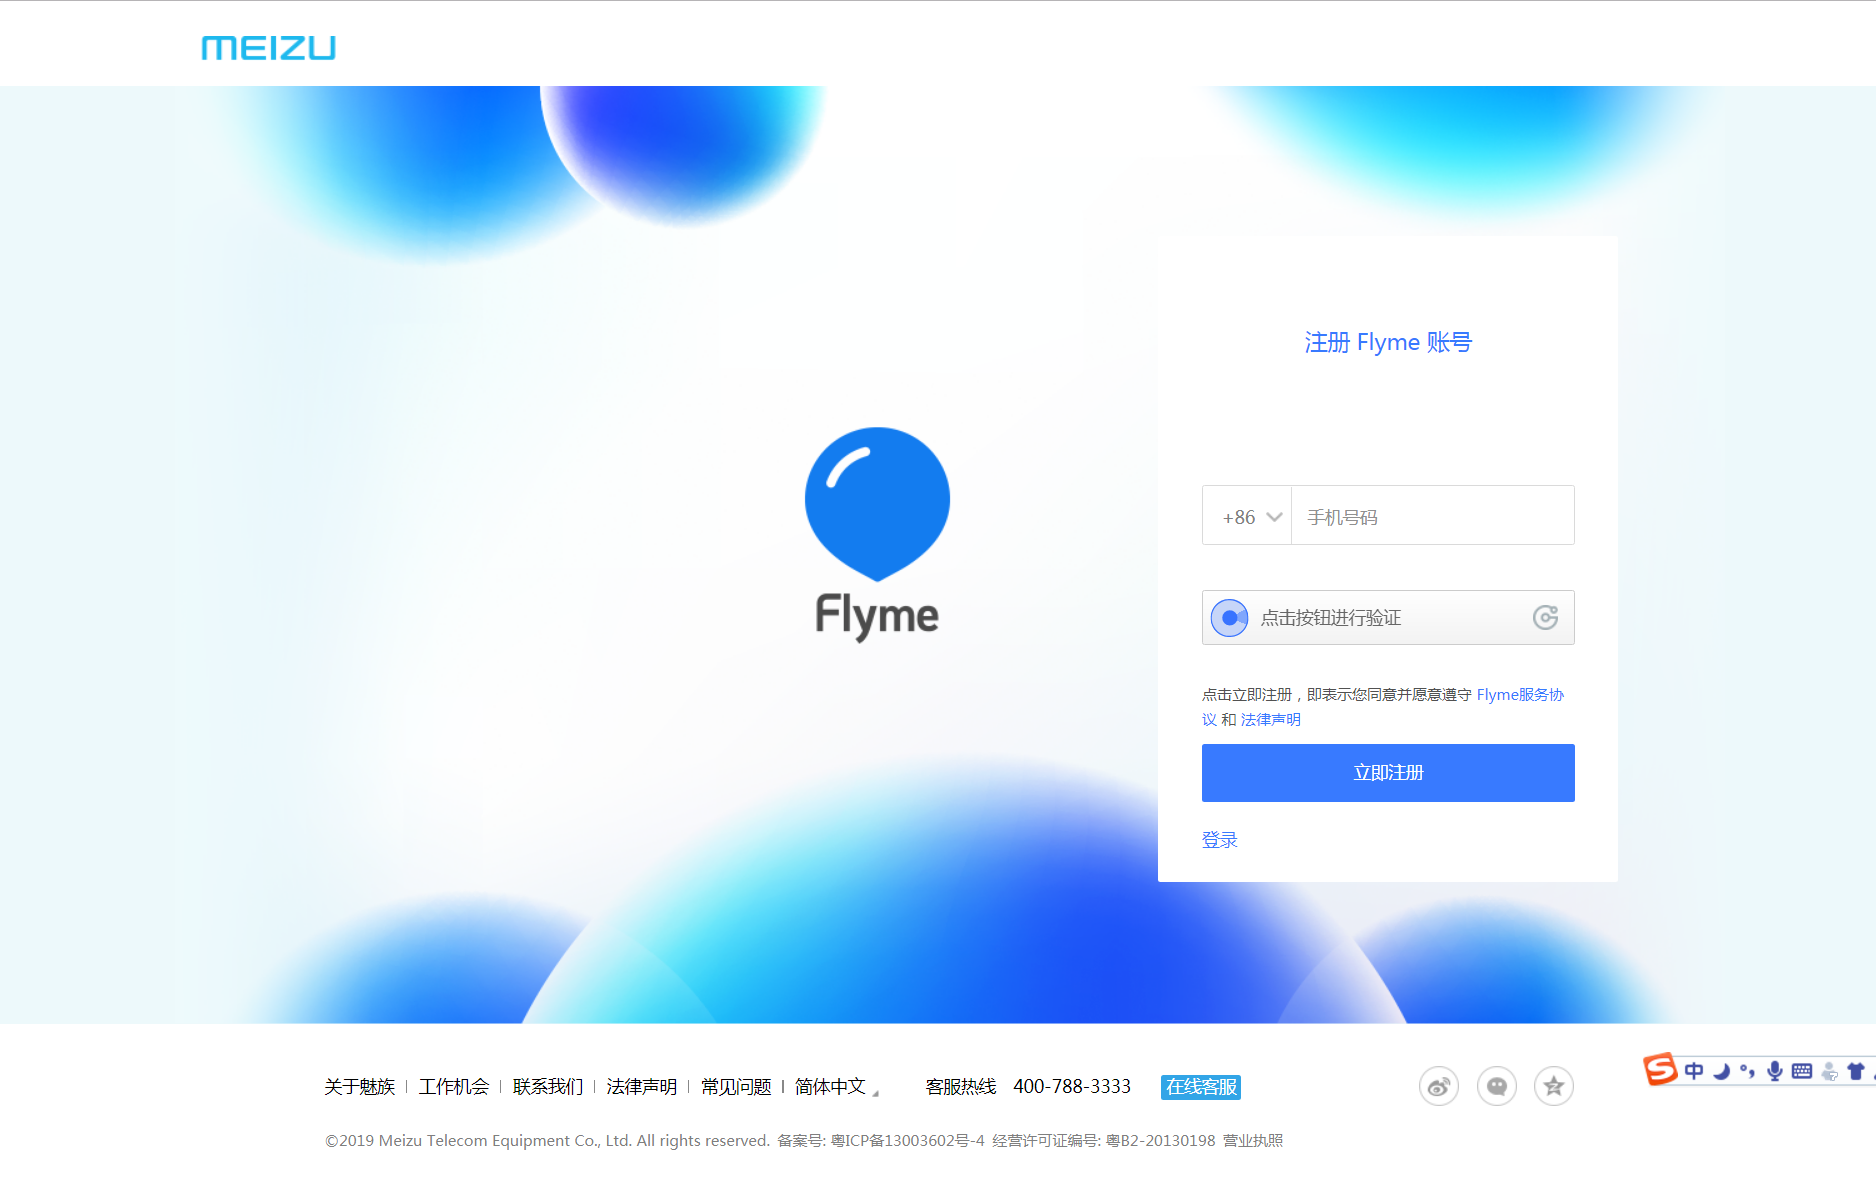 MEIZU
注册 Flyme 账号
Flyme
+86 手机号码
点击按钮进行验证
点击立即注册，即表示您同意并愿意遵守 Flyme服务协
议 和 法律声明
立即注册
登录
中
关于魅族 | 工作机会 | 联系我们 | 法律声明 | 常见问题 | 简体中文 客服热线 400-788-3333 在线客服
©2019 Meizu Telecom Equipment Co., Ltd. All rights reserved. 备案号: 粤ICP备13003602号-4 经营许可证编号: 粤B2-20130198 营业执照